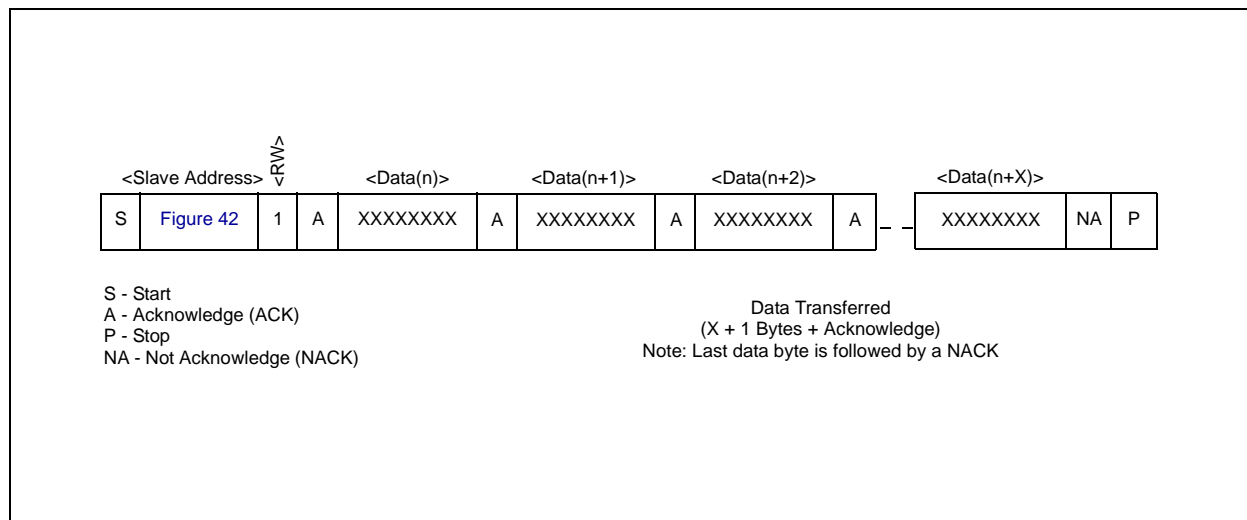 <Slave Address> <RW> <Data(n)> <Data(n+1)> <Data(n+2)> <Data(n+X)>
S Figure 42 1 A XXXXXXXX A XXXXXXXX A XXXXXXXX A XXXXXXXX NA P
S - Start
A - Acknowledge (ACK)
P - Stop
NA - Not Acknowledge (NACK)
Data Transferred
(X + 1 Bytes + Acknowledge)
Note: Last data byte is followed by a NACK